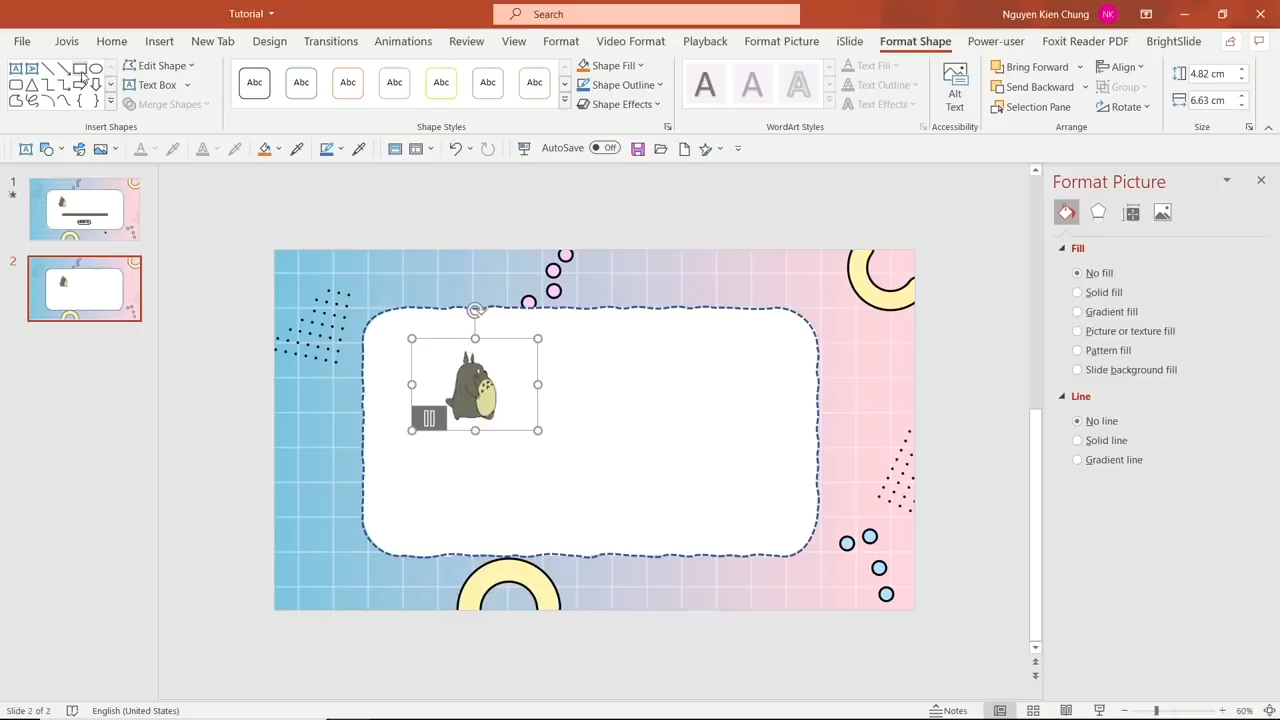 Tutorial
Search
Nguyen Kien Chung NK
File Jovis Home Insert New Tab Design Transitions Animations Review View Format Video Format Playback Format Picture iSlide Format Shape Power-user Foxit Reader PDF BrightSlide
Edit Shape
Text Box
Merge Shapes
Insert Shapes
Abc Abc Abc Abc Abc Abc Abc
Shape Fill
Shape Outline
Shape Effects
Shape Styles
A A A
Text Fill
Text Outline
Text Effects
WordArt Styles
Alt
Text
Accessibility
Bring Forward
Send Backward
Selection Pane
Align
Group
Rotate
Arrange
4.82 cm
6.63 cm
Size
AutoSave Off
1
2
Format Picture
Fill
No fill
Solid fill
Gradient fill
Picture or texture fill
Pattern fill
Slide background fill
Line
No line
Solid line
Gradient line
Slide 2 of 2 English (United States) Notes 60%